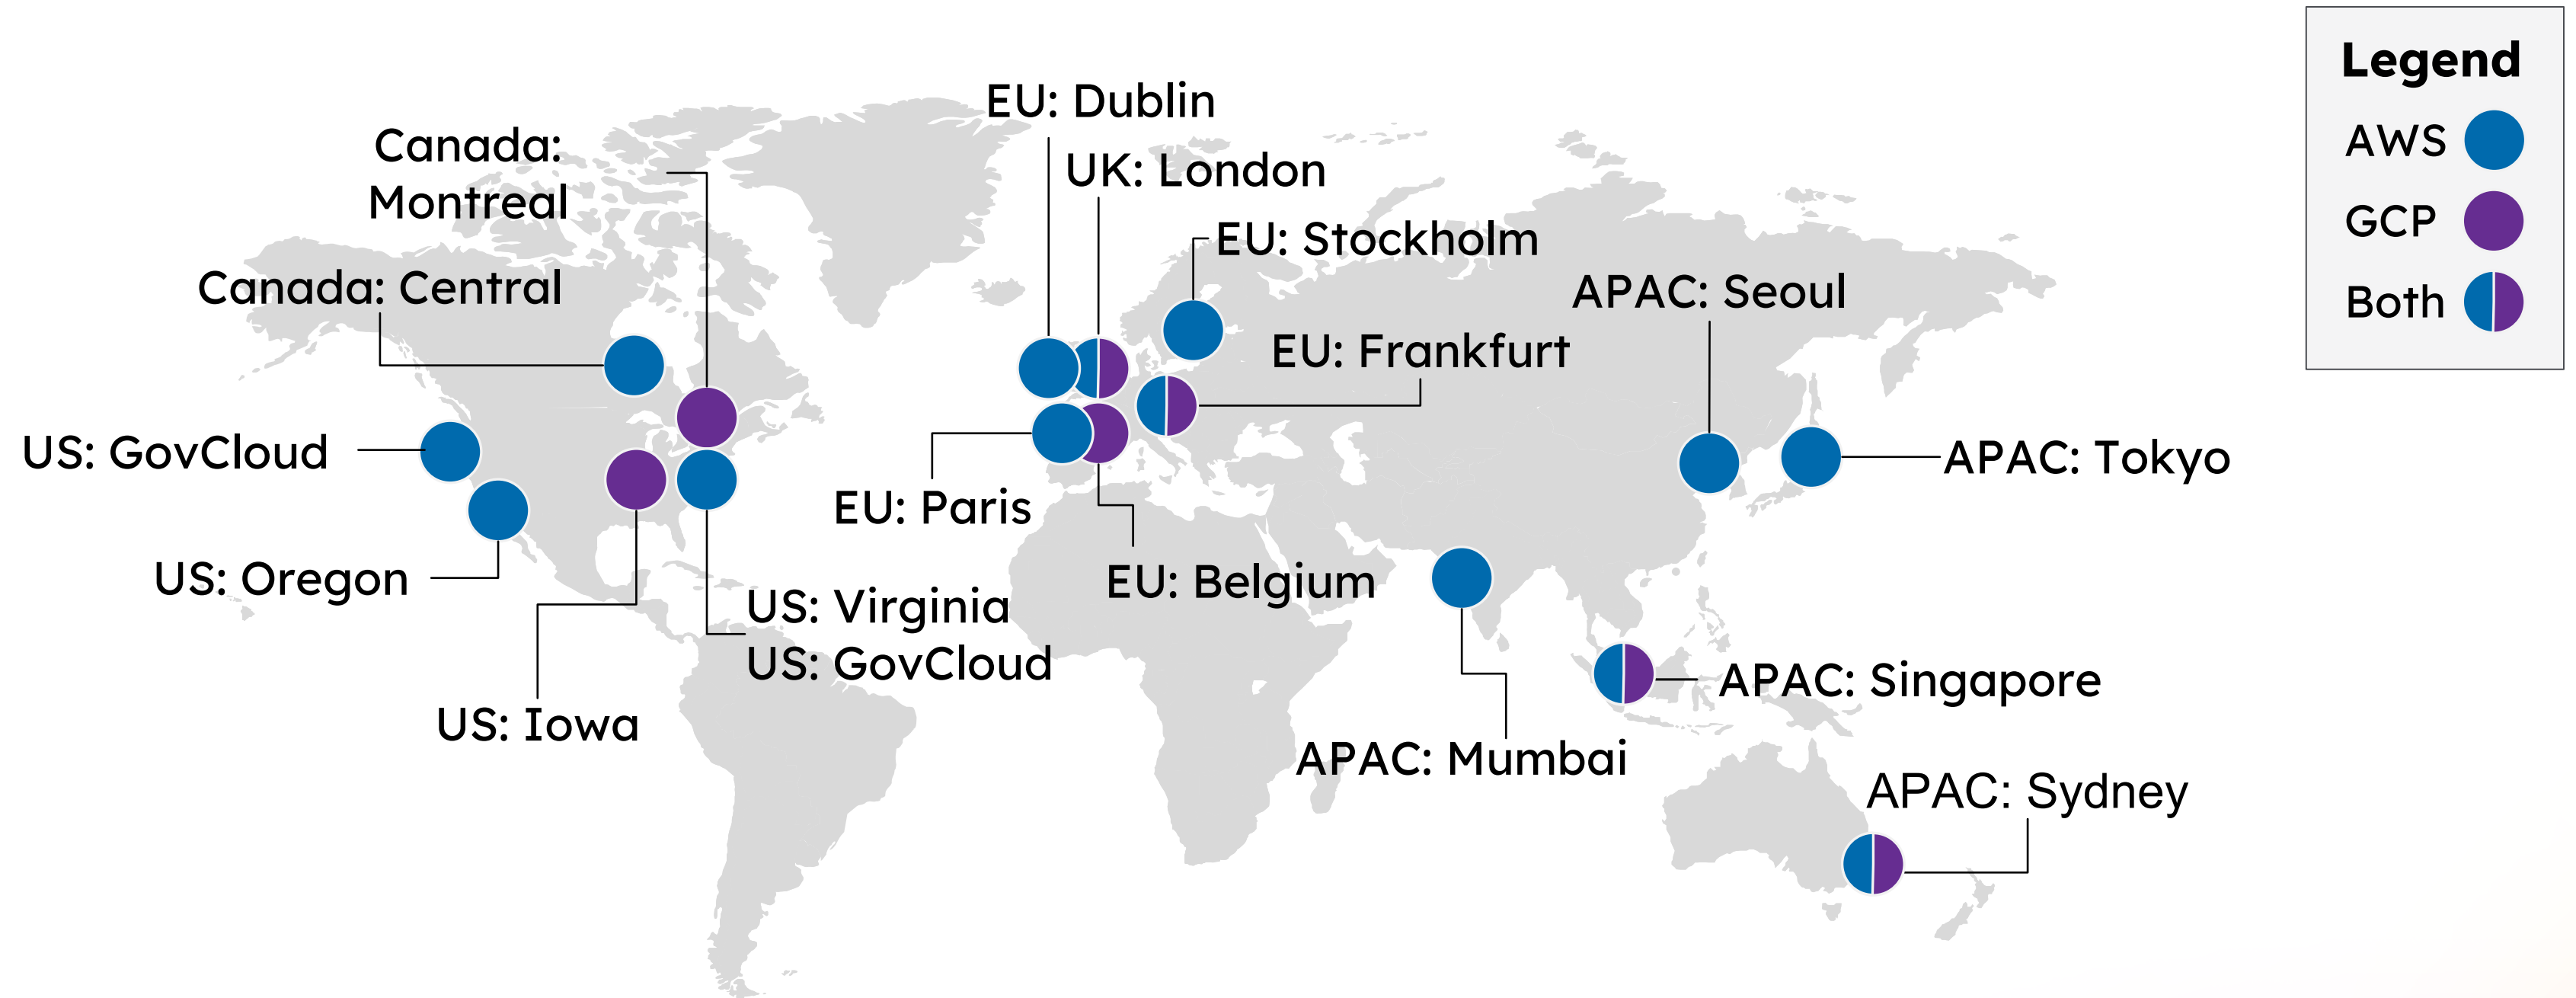 Legend
AWS
GCP
Both
EU: Dublin
UK: London
Canada:
Montreal
EU: Stockholm
Canada: Central
APAC: Seoul
EU: Frankfurt
US: GovCloud
APAC: Tokyo
EU: Paris
US: Oregon
EU: Belgium
US: Virginia
US: GovCloud
APAC: Singapore
US: Iowa
APAC: Mumbai
APAC: Sydney